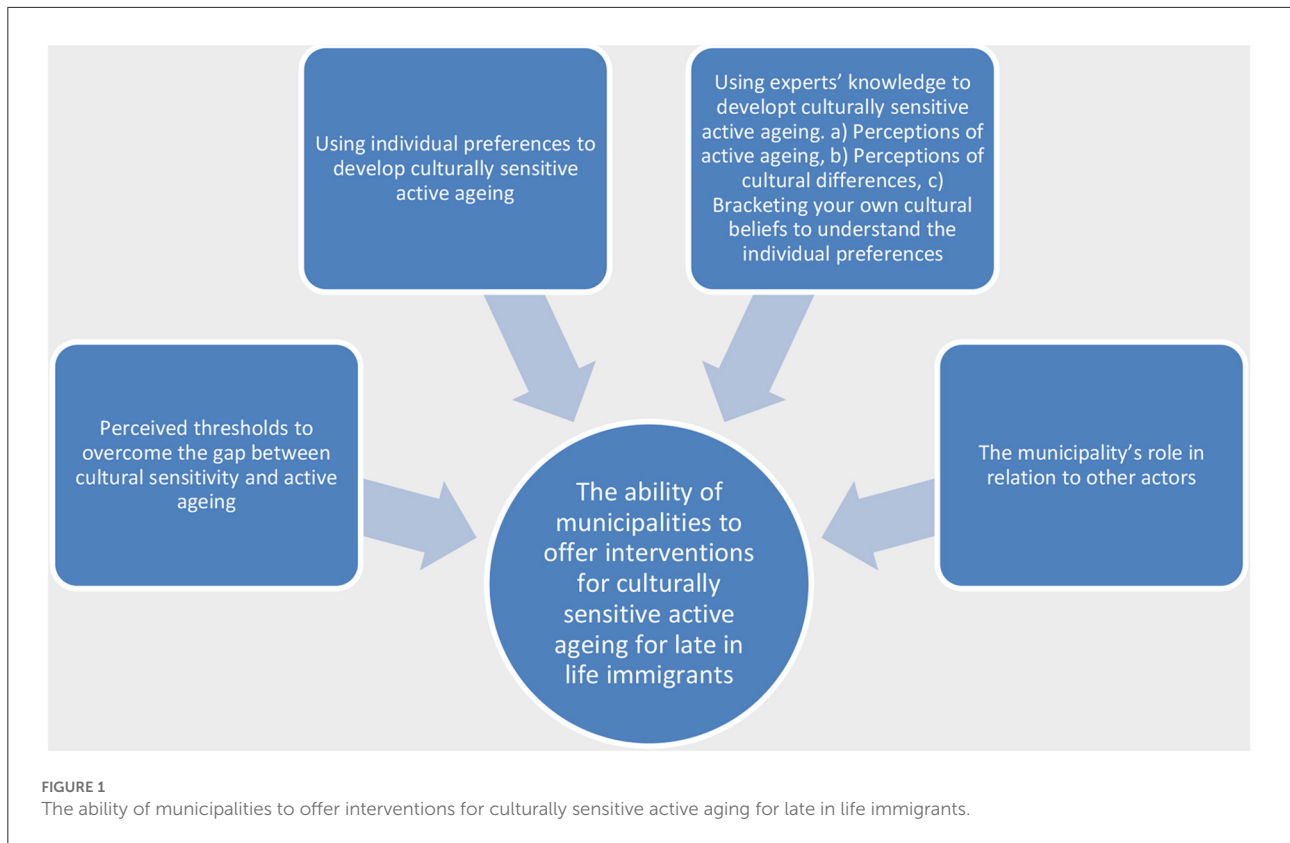 Using individual preferences to
develop culturally sensitive
active ageing
Using experts' knowledge to
developt culturally sensitive
active ageing. a) Perceptions of
active ageing, b) Perceptions of
cultural differences, c)
Bracketing your own cultural
beliefs to understand the
individual preferences
Perceived thresholds to
overcome the gap between
cultural sensitivity and active
ageing
The municipality's role in
relation to other actors
The ability of
municipalities to
offer interventions
for culturally
sensitive active
ageing for late in
life immigrants
FIGURE 1
The ability of municipalities to offer interventions for culturally sensitive active aging for late in life immigrants.